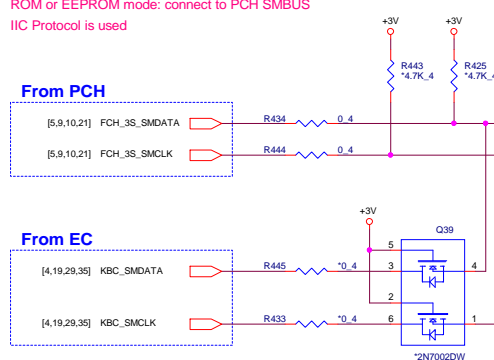 ROM or EEPROM mode: connect to PCH SMBUS
IIC Protocol is used
+3V +3V
R443 R425
*4.7K_4 *4.7K_4
From PCH
[5,9,10,21] FCH_3S_SMDATA R434 0_4
[5,9,10,21] FCH_3S_SMCLK R444 0_4
+3V
Q39
From EC
5
[4,19,29,35] KBC_SMDATA R445 *0_4 3 4
2
[4,19,29,35] KBC_SMCLK R433 *0_4 6 1
*2N7002DW